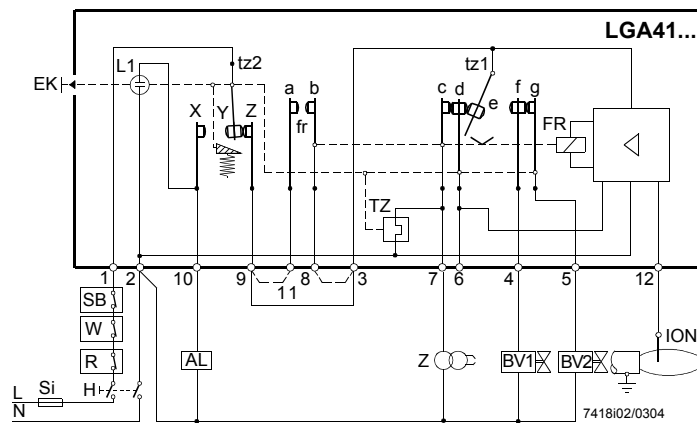 LGA41...
L1 tz2 tz1
EK
X Y Z a b c d e f g
fr FR
TZ
1 2 10 9 11 8 3 7 6 4 5 12
SB
W
R
H
AL Z BV1 BV2 ION
L Si
N
7418i02/0304